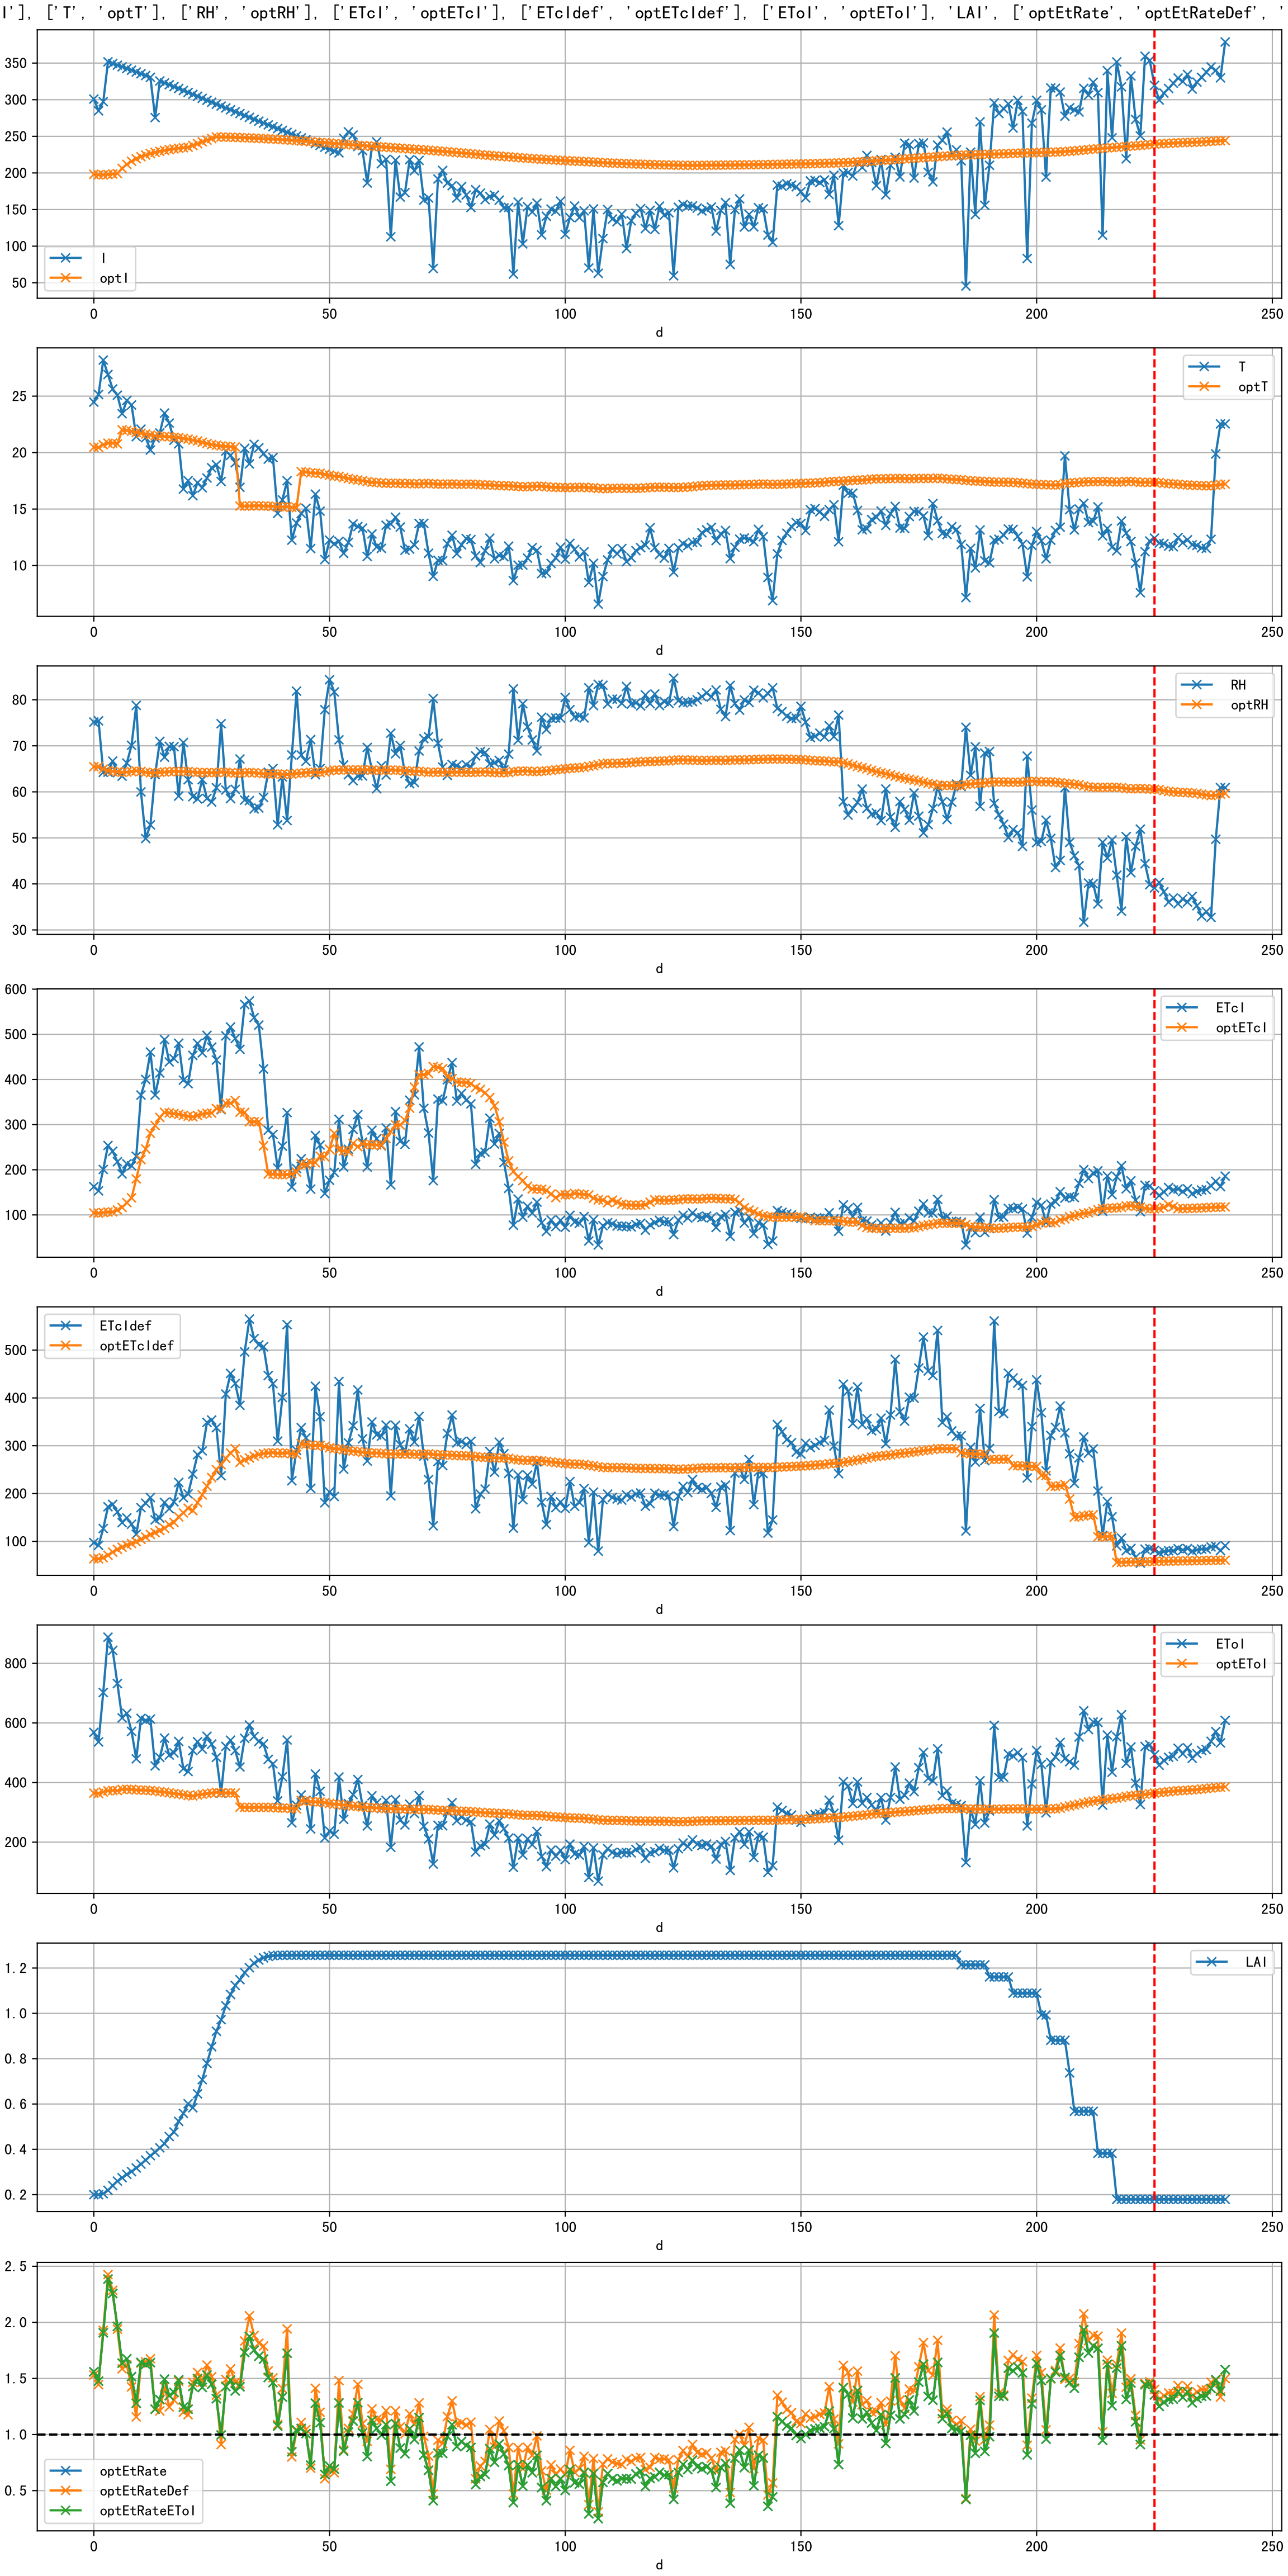 I'], ['T', 'optT'], ['RH', 'optRH'], ['ETcI', 'optETcI'], ['ETcIdef', 'optETcIdef'], ['EToI', 'optEToI'], 'LAI', ['optEtRate', 'optEtRateDef', '
350
300
250
200
150
100
50
I
optI
0 50 100 150 200 250
d
25
20
15
10
T
optT
0 50 100 150 200 250
d
80
70
60
50
40
30
RH
optRH
0 50 100 150 200 250
d
600
500
400
300
200
100
ETcI
optETcI
0 50 100 150 200 250
d
500
400
300
200
100
ETcIdef
optETcIdef
0 50 100 150 200 250
d
800
600
400
200
EToI
optEToI
0 50 100 150 200 250
d
1.2
1.0
0.8
0.6
0.4
0.2
LAI
0 50 100 150 200 250
d
2.5
2.0
1.5
1.0
0.5
optEtRate
optEtRateDef
optEtRateEToI
0 50 100 150 200 250
d